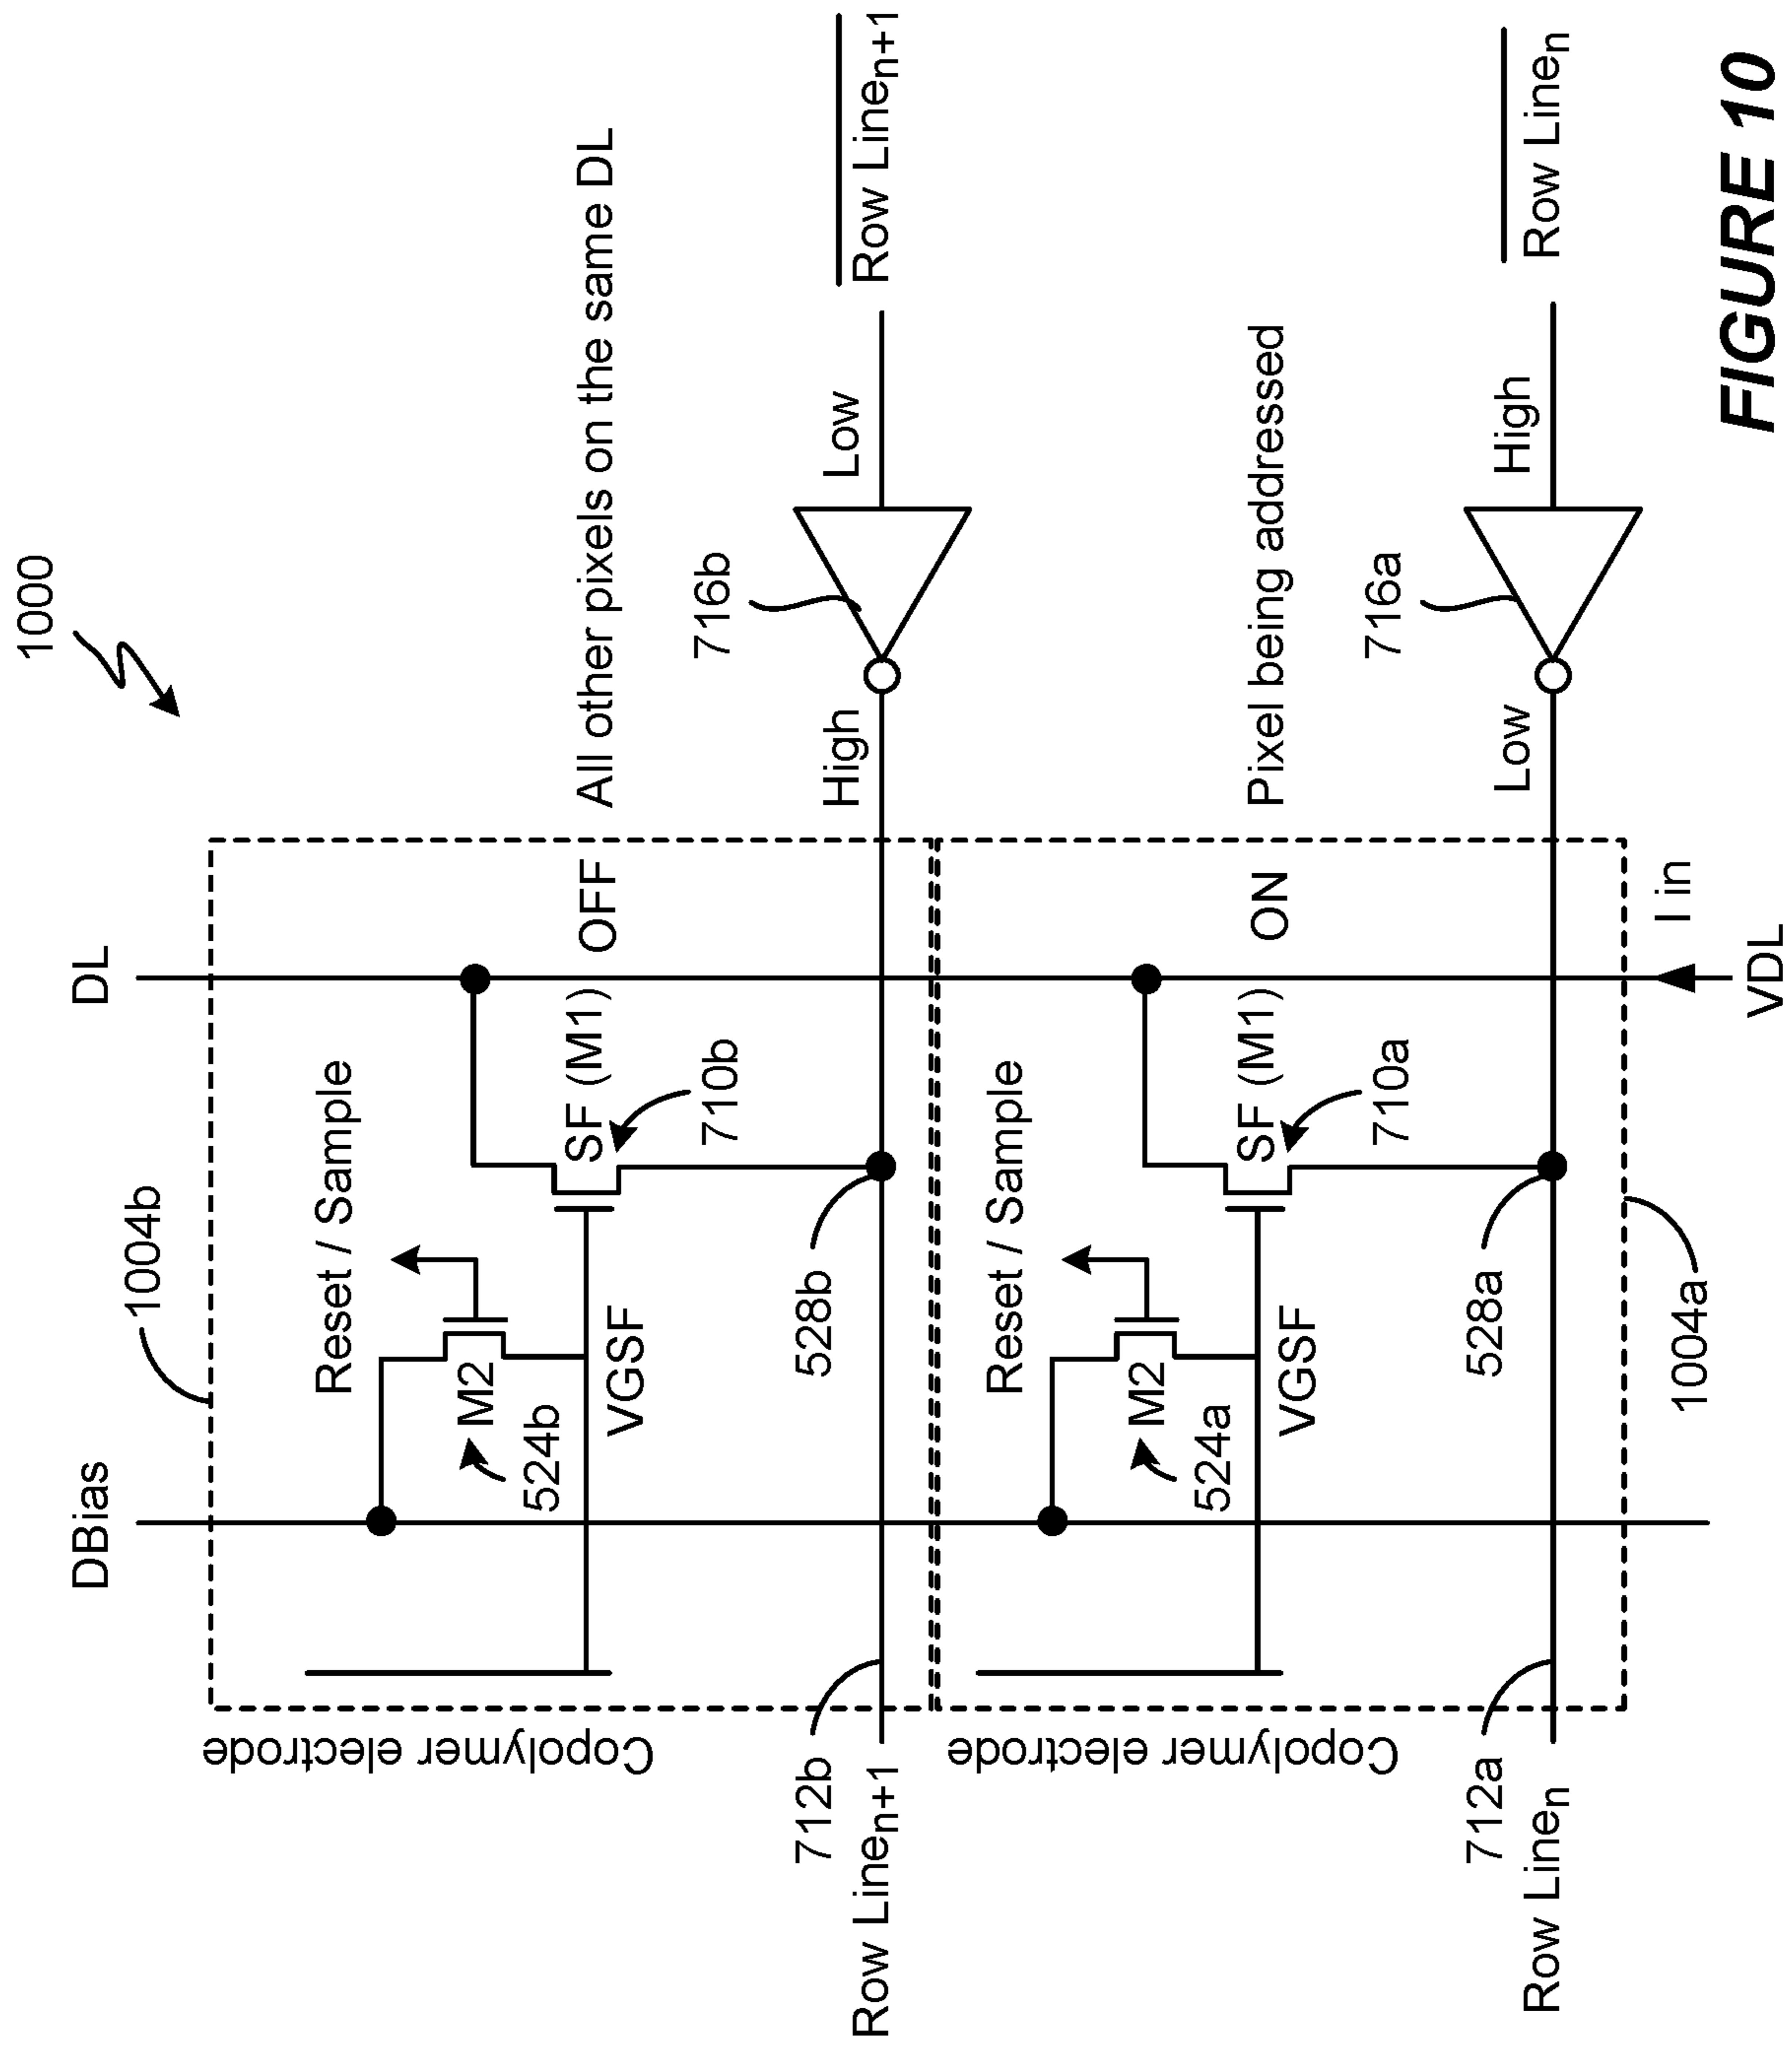 1000
DBias
DL
1004b
Reset / Sample
M2
524b
VGSF
SF (M1)
OFF
710b
528b
Copolymer electrode
712b
Row Lineₙ₊₁
High
716b
Low
Row Lineₙ₊₁
All other pixels on the same DL
Reset / Sample
M2
524a
VGSF
SF (M1)
ON
710a
528a
Copolymer electrode
712a
Row Lineₙ
Low
716a
High
Row Lineₙ
Pixel being addressed
1004a
I in
VDL
FIGURE 10